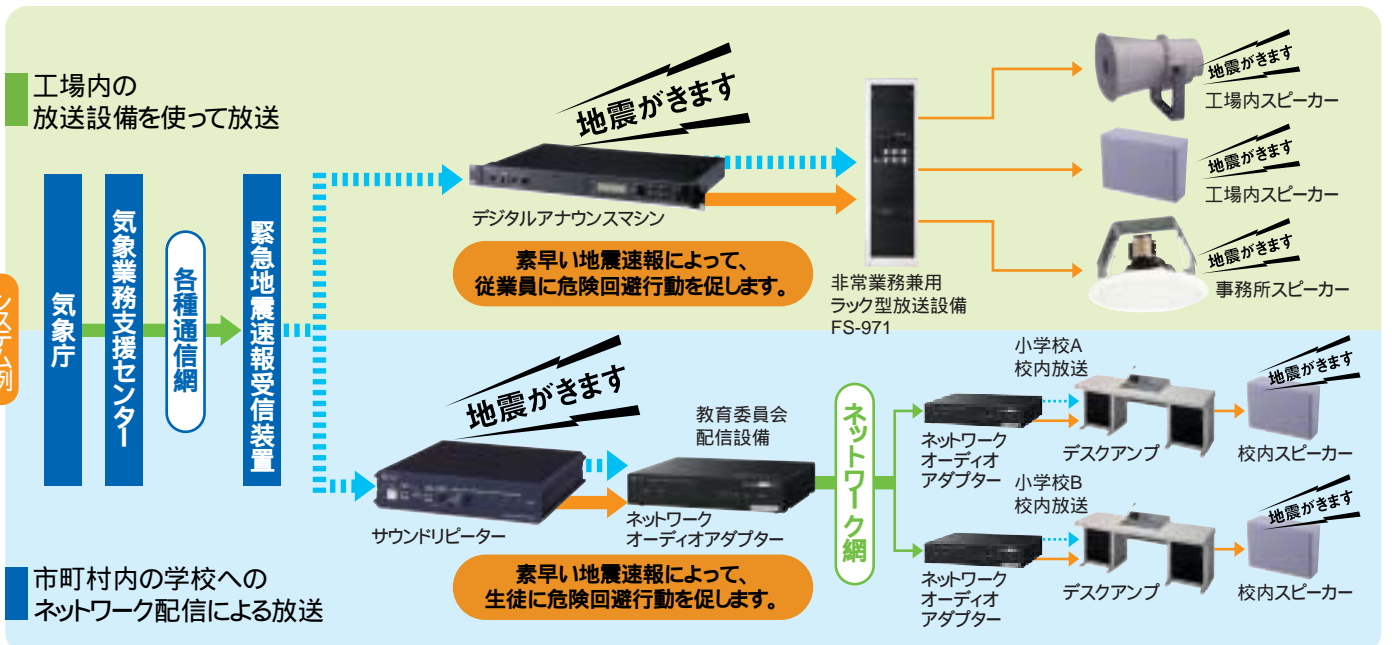 工場内の
放送設備を使って放送
気象庁
気象業務支援センター
各種通信網
緊急地震速報受信装置
地震がきます
デジタルアナウンスマシン
素早い地震速報によって、
従業員に危険回避行動を促します。
非常業務兼用
ラック型放送設備
FS-971
地震がきます
工場内スピーカー
地震がきます
工場内スピーカー
地震がきます
事務所スピーカー
ンステム例
地震がきます
サウンドリピーター
教育委員会
配信設備
ネットワーク
オーディオアダプター
素早い地震速報によって、
生徒に危険回避行動を促します。
ネットワーク網
小学校A
校内放送
ネットワーク
オーディオ
アダプター
デスクアンプ
地震がきます
校内スピーカー
小学校B
校内放送
ネットワーク
オーディオ
アダプター
デスクアンプ
地震がきます
校内スピーカー
市町村内の学校への
ネットワーク配信による放送